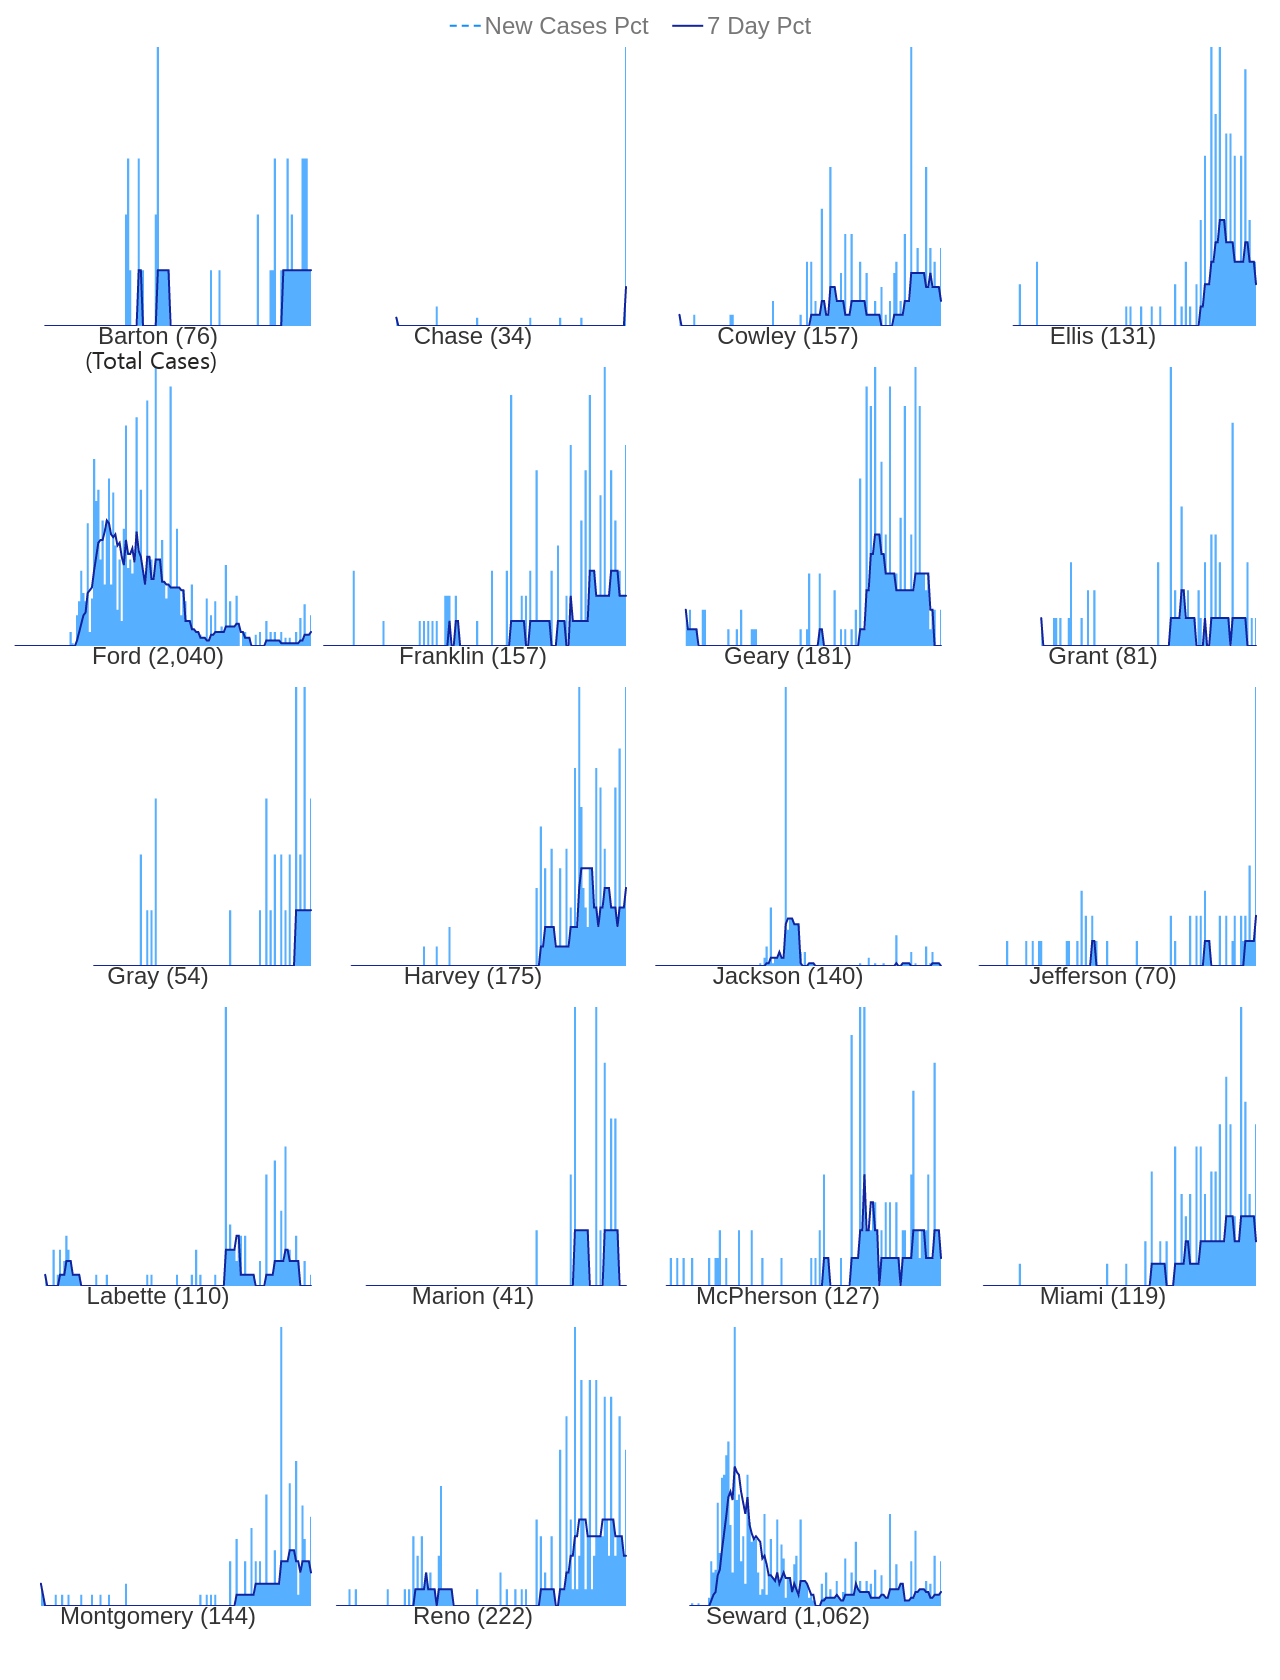 New Cases Pct 7 Day Pct
Barton (76) Chase (34) Cowley (157) Ellis (131)
(Total Cases)
Ford (2,040) Franklin (157) Geary (181) Grant (81)
Gray (54) Harvey (175) Jackson (140) Jefferson (70)
Labette (110) Marion (41) McPherson (127) Miami (119)
Montgomery (144) Reno (222) Seward (1,062)